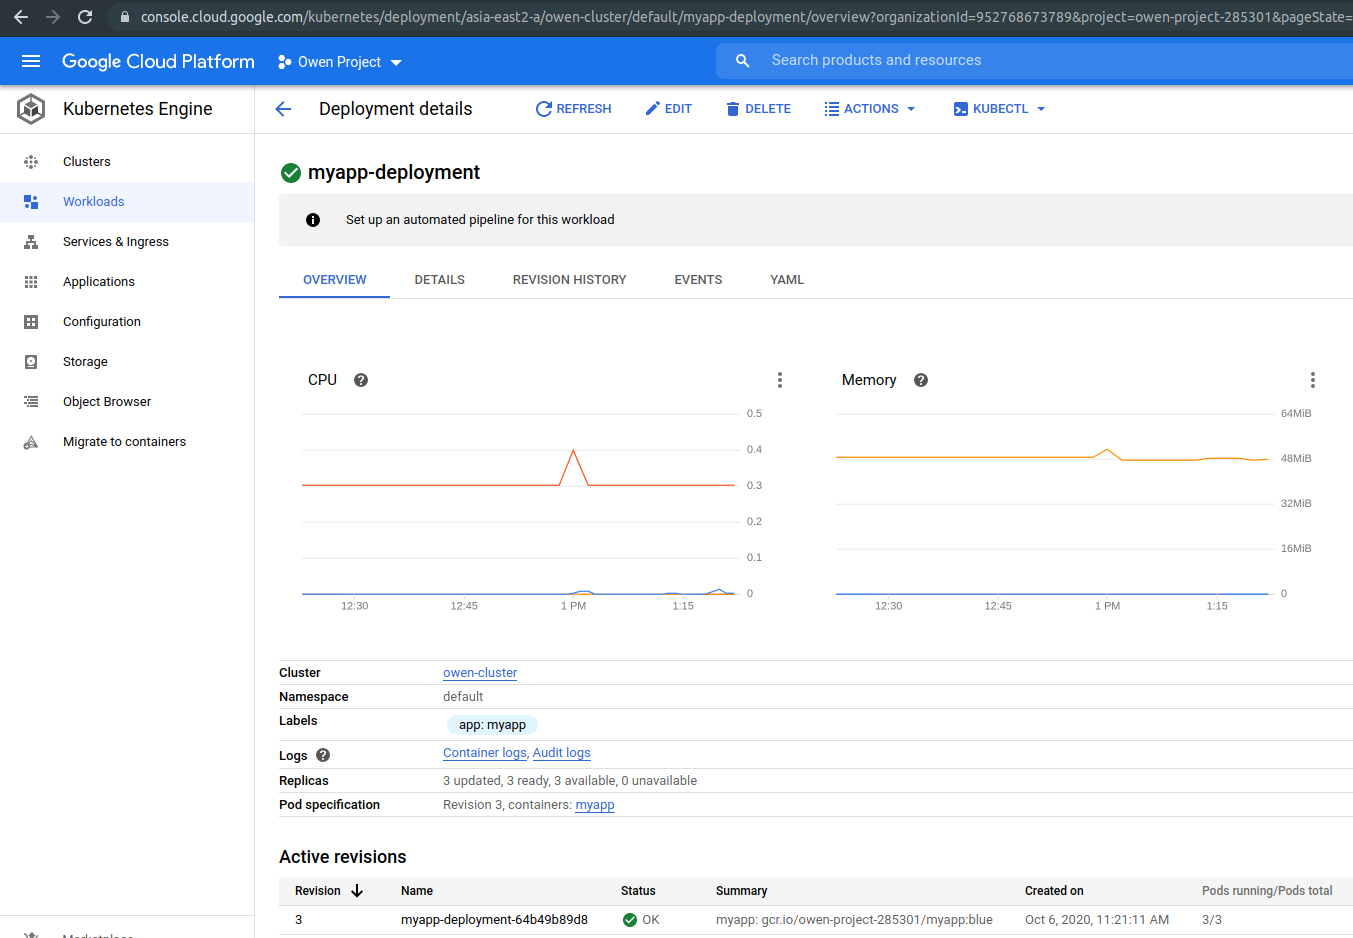 console.cloud.google.com/kubernetes/deployment/asia-east2-a/owen-cluster/default/myapp-deployment/overview?organizationId=952768673789&project=owen-project-285301&pageState=
Google Cloud Platform Owen Project Search products and resources
Kubernetes Engine Deployment details REFRESH EDIT DELETE ACTIONS KUBECTL
Clusters
Workloads
Services & Ingress
Applications
Configuration
Storage
Object Browser
Migrate to containers
myapp-deployment
Set up an automated pipeline for this workload
OVERVIEW DETAILS REVISION HISTORY EVENTS YAML
CPU
0.5
0.4
0.3
0.2
0.1
0
12:30 12:45 1 PM 1:15
Memory
64MiB
48MiB
32MiB
16MiB
0
12:30 12:45 1 PM 1:15
Cluster owen-cluster
Namespace default
Labels app: myapp
Logs Container logs, Audit logs
Replicas 3 updated, 3 ready, 3 available, 0 unavailable
Pod specification Revision 3, containers: myapp
Active revisions
Revision Name Status Summary Created on Pods running/Pods total
3 myapp-deployment-64b49b89d8 OK myapp: gcr.io/owen-project-285301/myapp:blue Oct 6, 2020, 11:21:11 AM 3/3